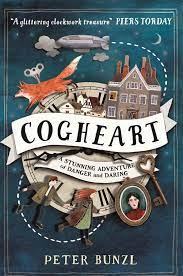 "A glittering clockwork treasure" PIERS TORDAY
COGHEART
A STUNNING ADVENTURE
OF DANGER and DARING
PETER BUNZL